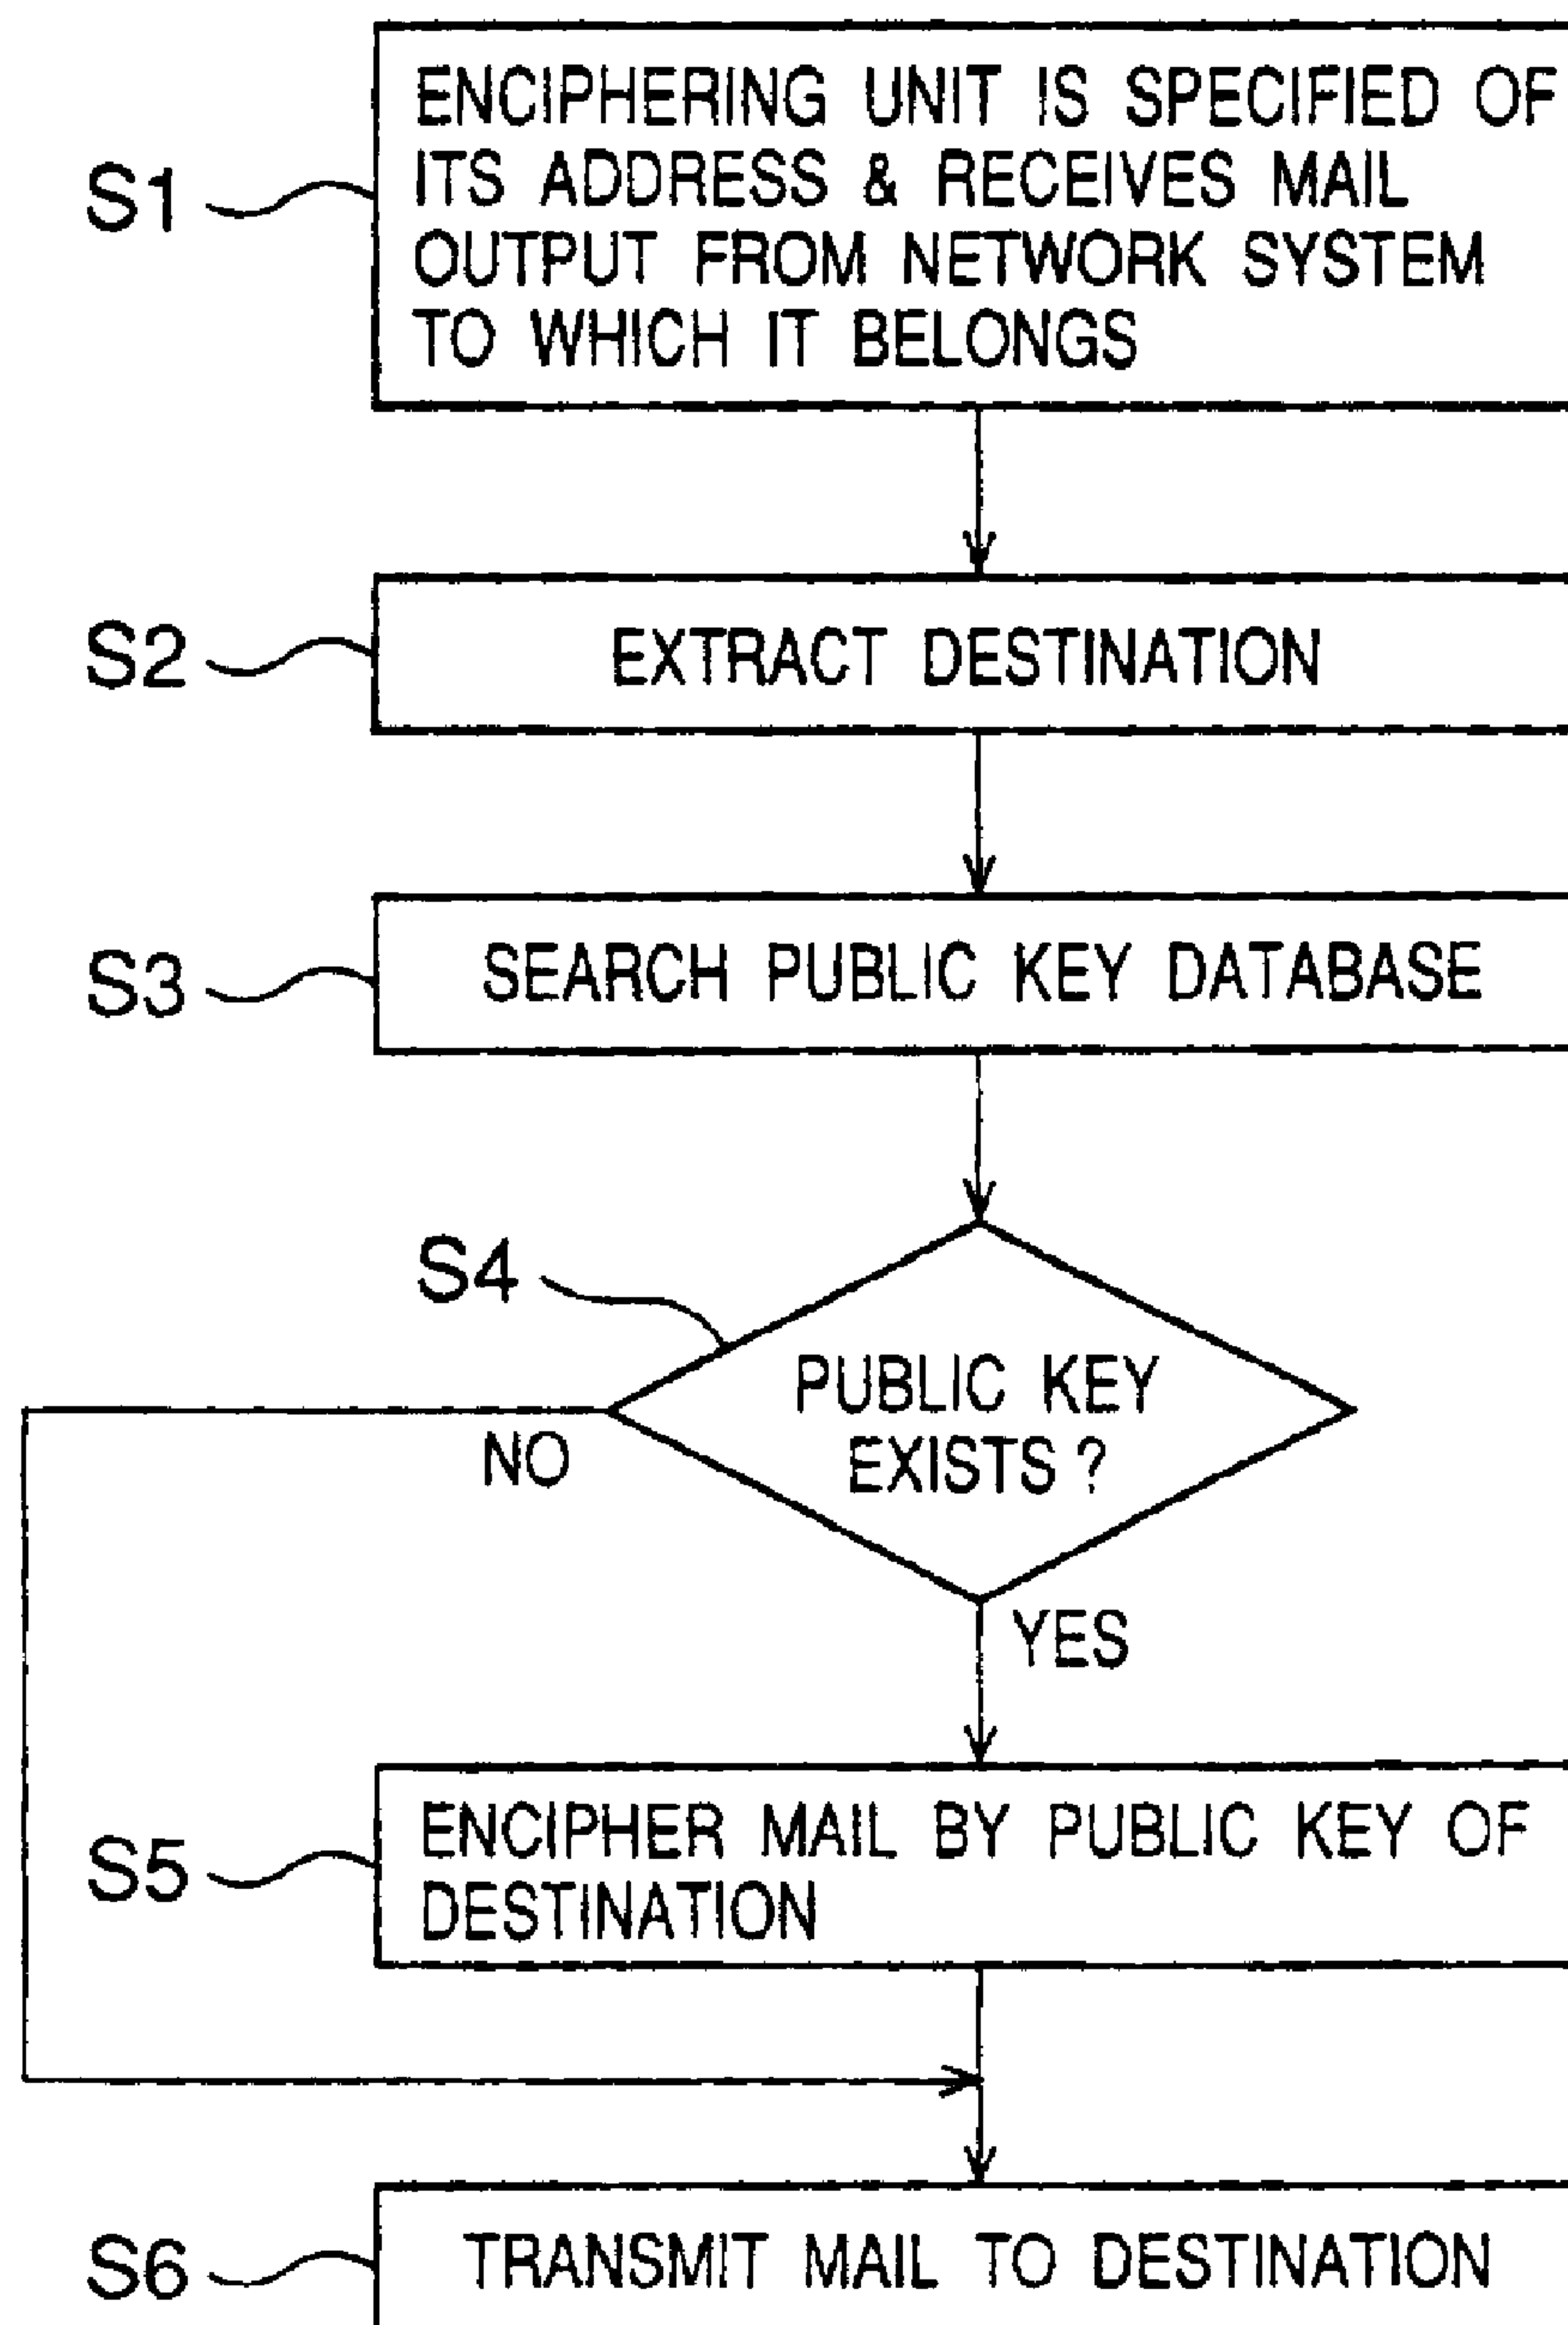 S1
ENCIPHERING UNIT IS SPECIFIED OF
ITS ADDRESS & RECEIVES MAIL
OUTPUT FROM NETWORK SYSTEM
TO WHICH IT BELONGS
S2
EXTRACT DESTINATION
S3
SEARCH PUBLIC KEY DATABASE
S4
PUBLIC KEY
EXISTS ?
NO
YES
S5
ENCIPHER MAIL BY PUBLIC KEY OF
DESTINATION
S6
TRANSMIT MAIL TO DESTINATION